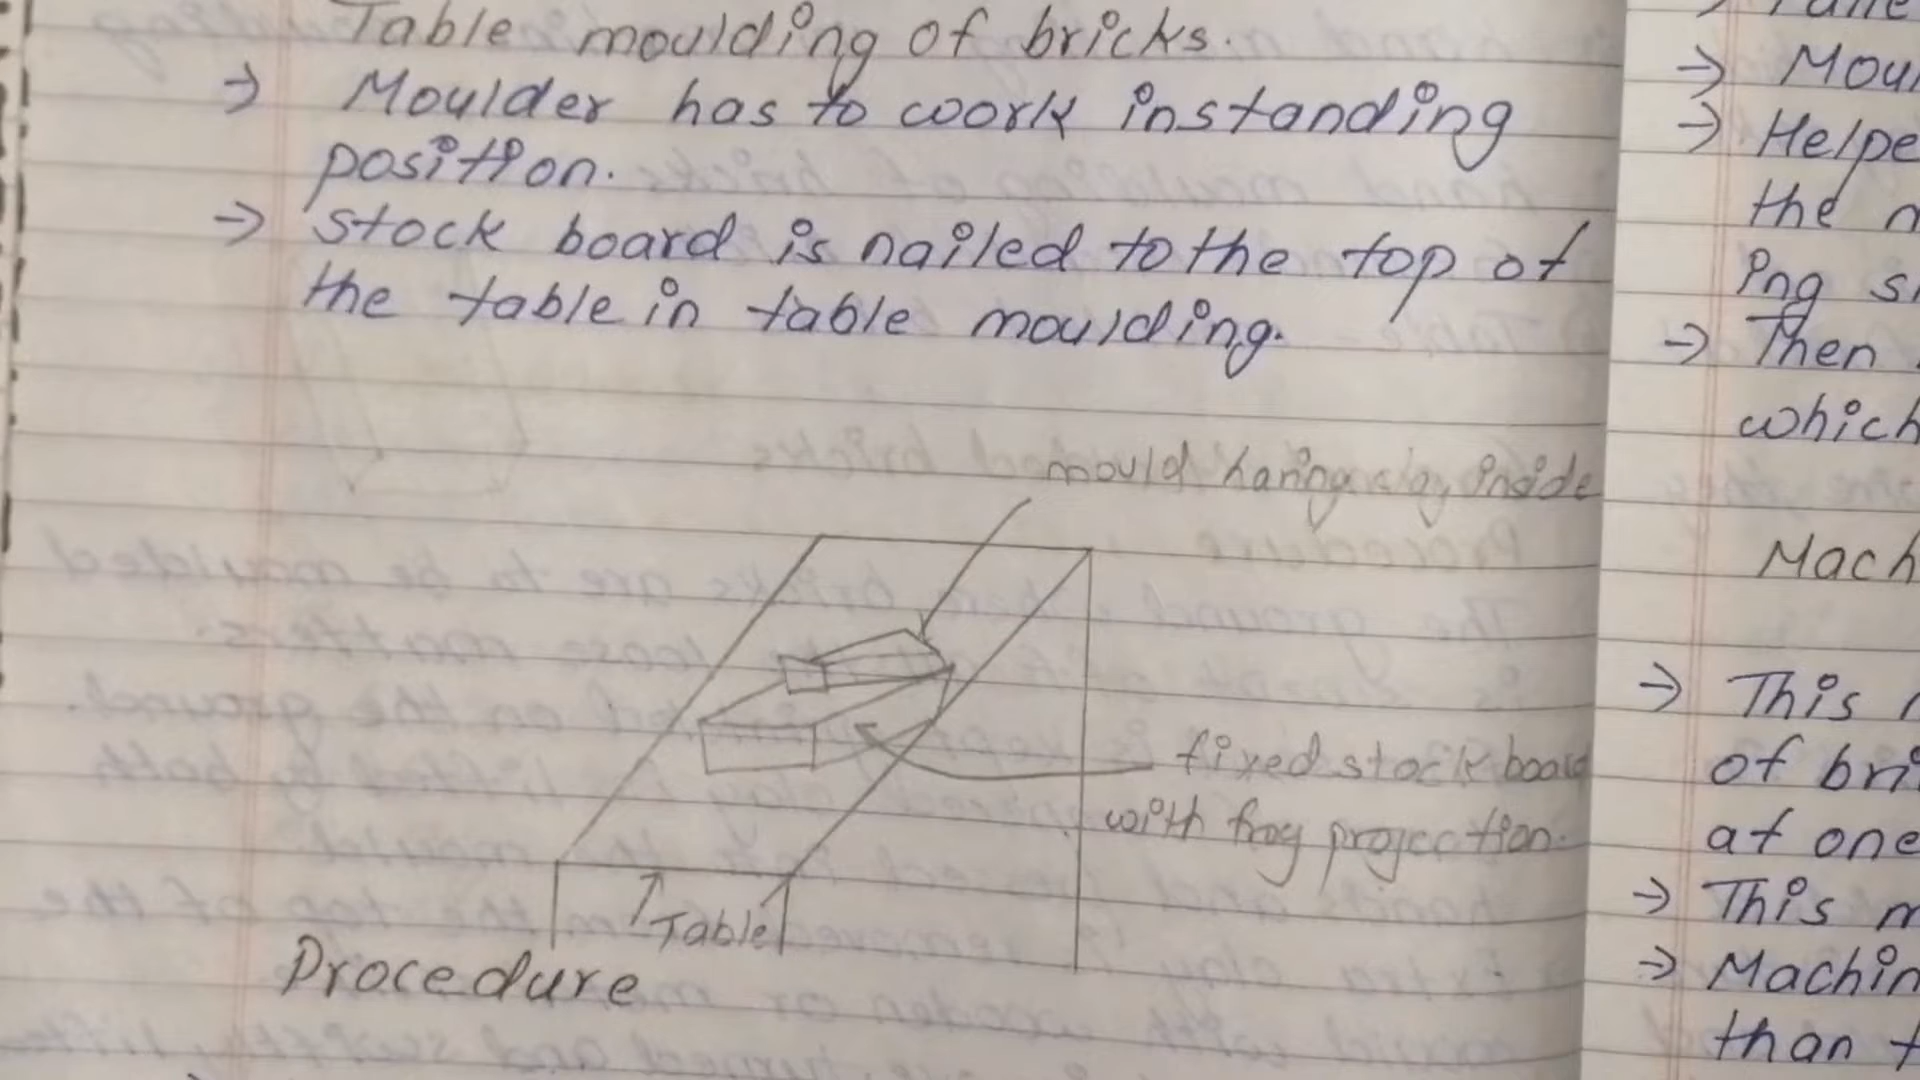 Table moulding of bricks.
→ Moulder has to work instanding
position.
→ stock board is nailed to the top of
the table in table moulding.
mould having clay inside
fixed stock board
with frog projection.
↑ Table
Procedure
→ Moul
→ Helpe
the m
ing s
→ Then
which
Mach
→ This
of bri
at one
→ This m
→ Machin
than t